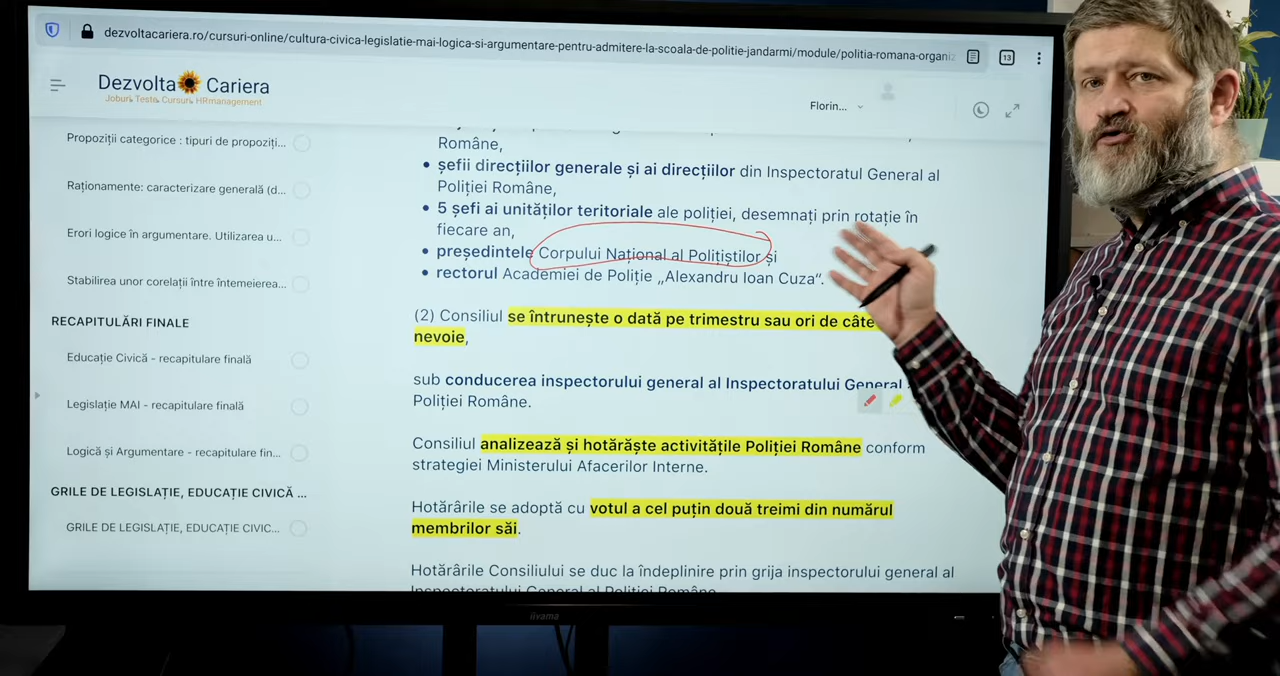 dezvoltacariera.ro/cursuri-online/cultura-civica-legislatie-mai-logica-si-argumentare-pentru-admitere-la-scoala-de-politie-jandarmi/module/politia-romana-organiz
13
Dezvolta Cariera
Joburi, Teste, Cursuri, HRmanagement
Florin...
Propoziții categorice : tipuri de propoziți...
Raționamente: caracterizare generală (d...
Erori logice în argumentare. Utilizarea u...
Stabilirea unor corelații între întemeierea...
RECAPITULĂRI FINALE
Educație Civică - recapitulare finală
Legislație MAI - recapitulare finală
Logică și Argumentare - recapitulare fin...
GRILE DE LEGISLAȚIE, EDUCAȚIE CIVICĂ ...
GRILE DE LEGISLAȚIE, EDUCAȚIE CIVIC...
Române,
șefii direcțiilor generale și ai direcțiilor din Inspectoratul General al
Poliției Române,
5 șefi ai unităților teritoriale ale poliției, desemnați prin rotație în
fiecare an,
președintele Corpului Național al Polițiștilor și
rectorul Academiei de Poliție „Alexandru Ioan Cuza“.
(2) Consiliul se întrunește o dată pe trimestru sau ori de câte
nevoie,
sub conducerea inspectorului general al Inspectoratului General
Poliției Române.
Consiliul analizează și hotărăște activitățile Poliției Române conform
strategiei Ministerului Afacerilor Interne.
Hotărârile se adoptă cu votul a cel puțin două treimi din numărul
membrilor săi.
Hotărârile Consiliului se duc la îndeplinire prin grija inspectorului general al
Inspectoratului General al Poliției Române
iiyama